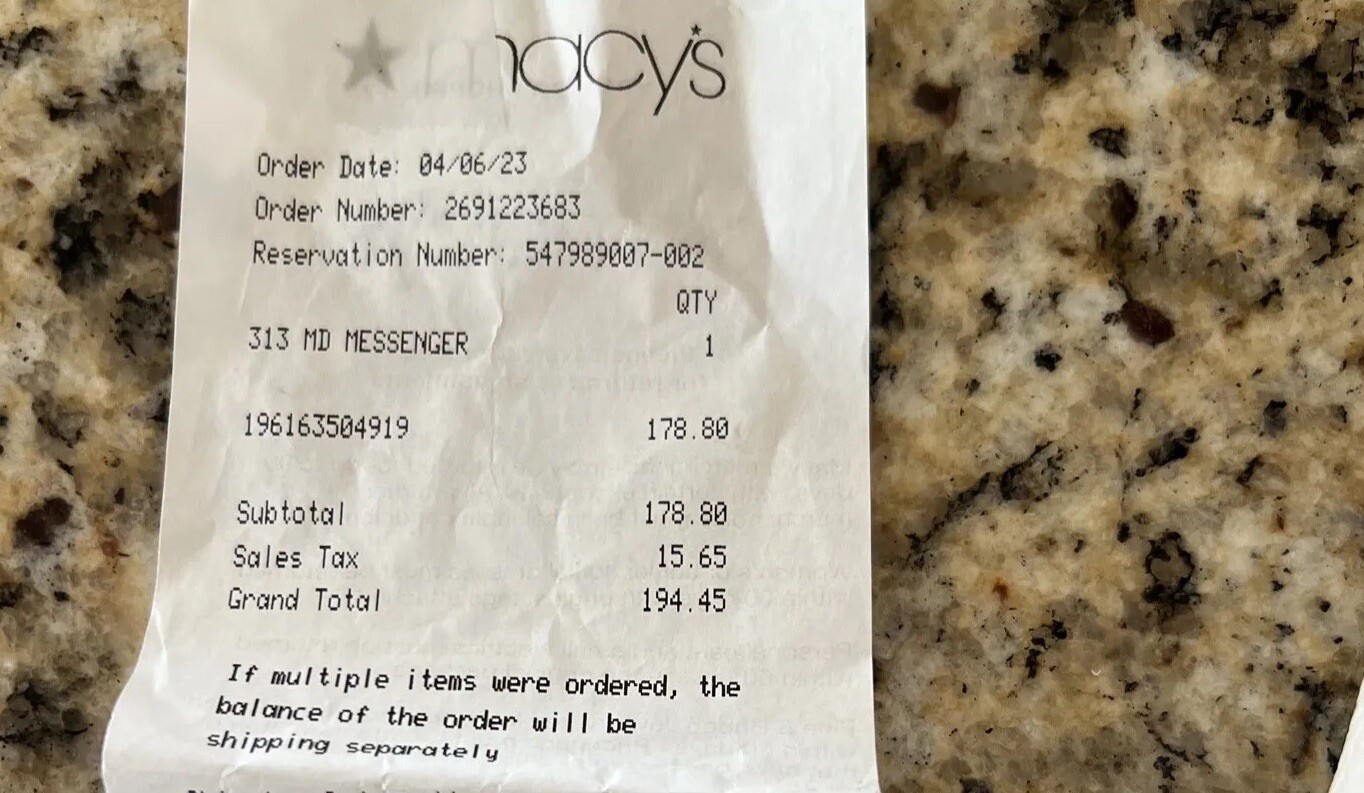 macy's
Order Date: 04/06/23
Order Number: 2691223683
Reservation Number: 547989007-002
QTY
313 MD MESSENGER 1
196163504919 178.80
Subtotal 178.80
Sales Tax 15.65
Grand Total 194.45
If multiple items were ordered, the
balance of the order will be
shipping separately